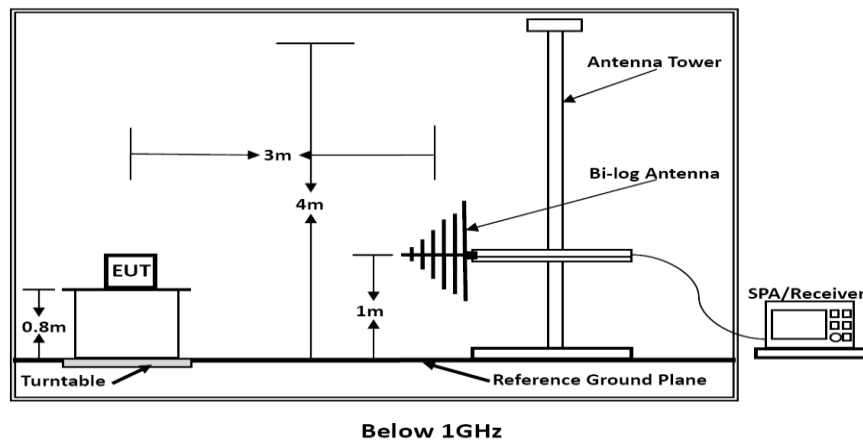 Antenna Tower
3m
Bi-log Antenna
4m
EUT
SPA/Receiver
0.8m
1m
Turntable
Reference Ground Plane
Below 1GHz